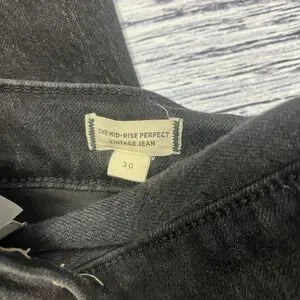 THE MID-RISE PERFECT
VINTAGE JEAN
30